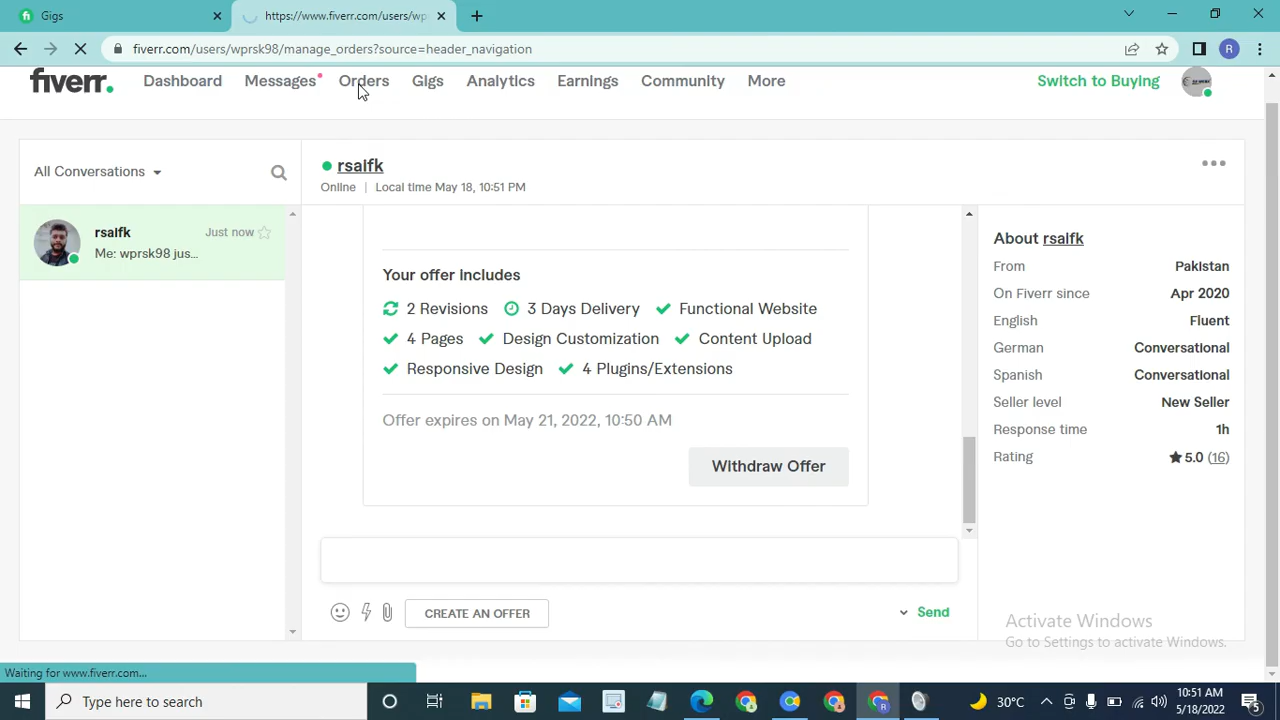 Gigs
https://www.fiverr.com/users/wp
fiverr.com/users/wprsk98/manage_orders?source=header_navigation
R
fiverr.
Dashboard Messages Orders Gigs Analytics Earnings Community More
Switch to Buying
All Conversations
rsalfk
Online | Local time May 18, 10:51 PM
rsalfk
Just now
Me: wprsk98 jus...
Your offer includes
2 Revisions 3 Days Delivery Functional Website
4 Pages Design Customization Content Upload
Responsive Design 4 Plugins/Extensions
Offer expires on May 21, 2022, 10:50 AM
Withdraw Offer
CREATE AN OFFER
Send
About rsalfk
From Pakistan
On Fiverr since Apr 2020
English Fluent
German Conversational
Spanish Conversational
Seller level New Seller
Response time 1h
Rating 5.0 (16)
Activate Windows
Go to Settings to activate Windows.
Waiting for www.fiverr.com...
Type here to search
30°C
10:51 AM
5/18/2022
5